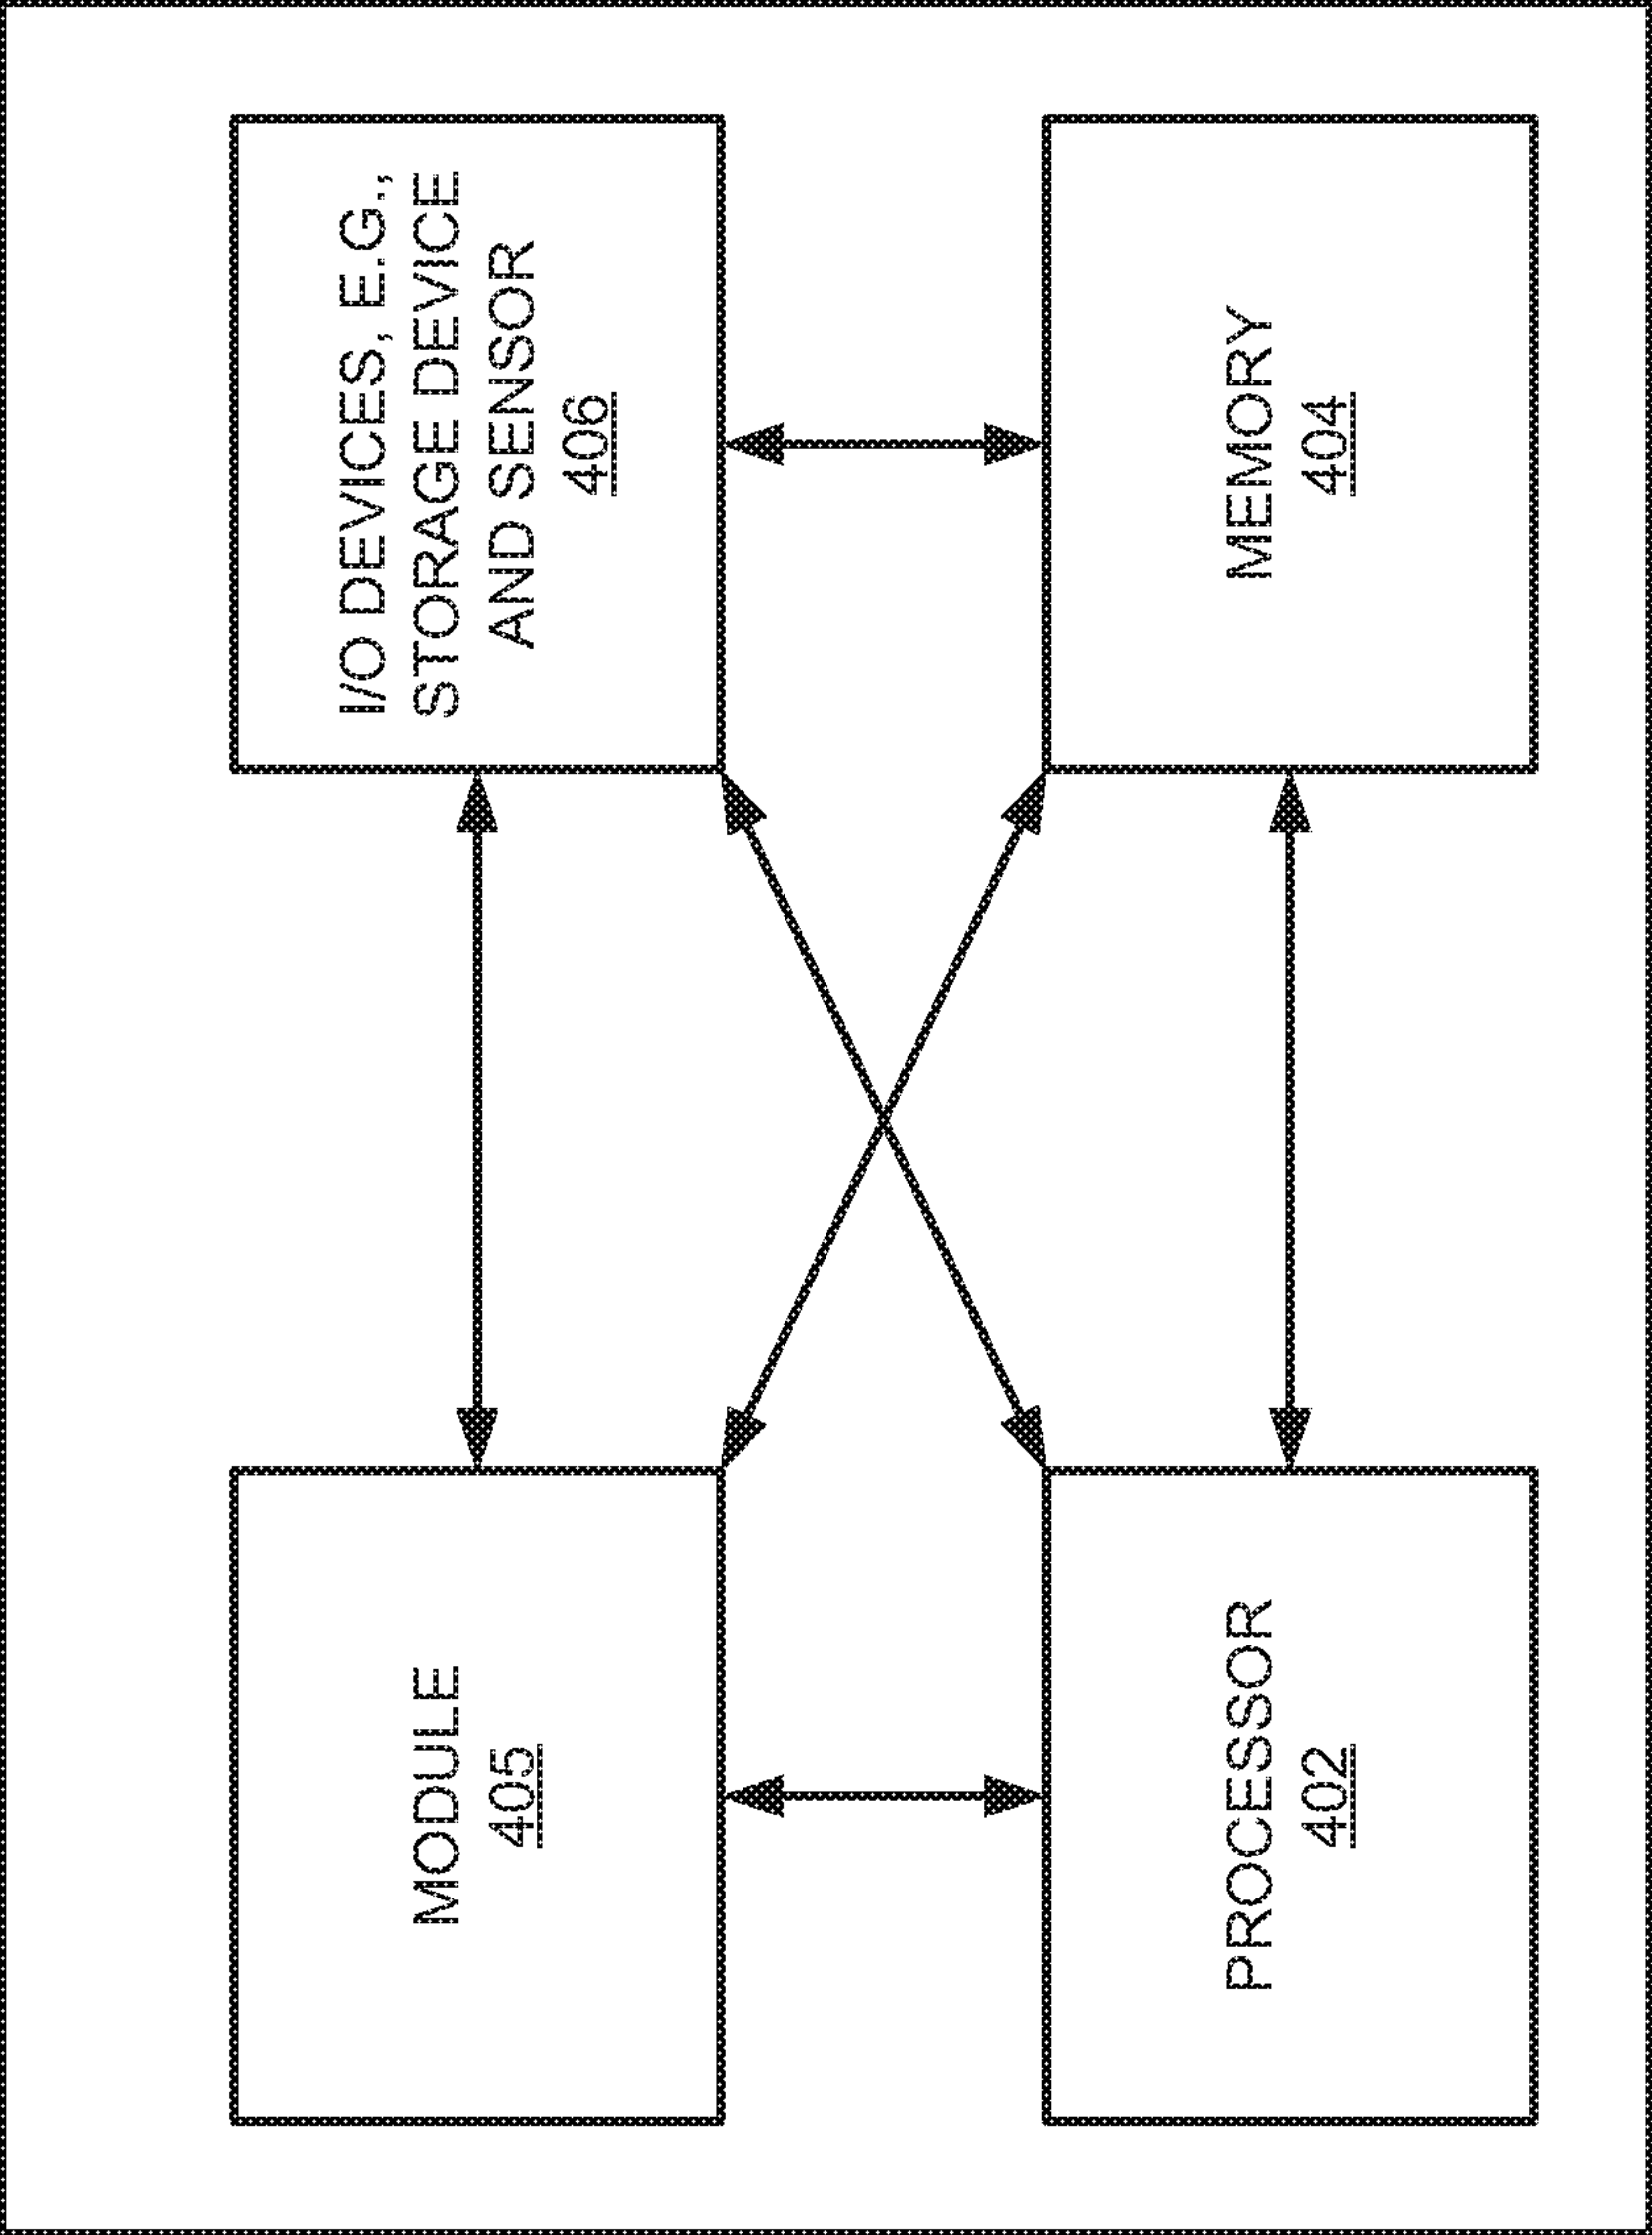 MODULE
405
I/O DEVICES, E.G.,
STORAGE DEVICE
AND SENSOR
406
PROCESSOR
402
MEMORY
404